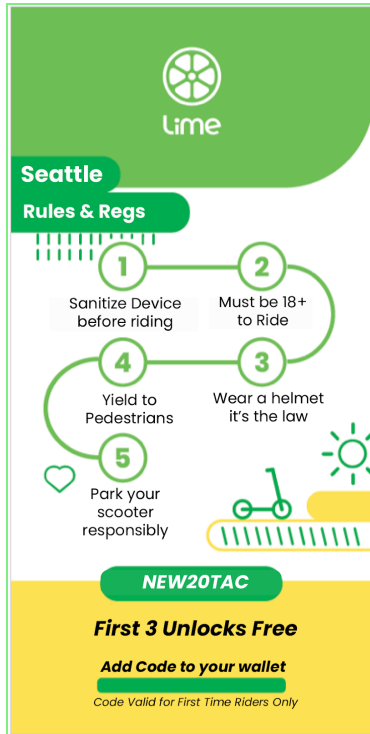 Lime
Seattle
Rules & Regs
1
Sanitize Device
before riding
2
Must be 18+
to Ride
3
Wear a helmet
it's the law
4
Yield to
Pedestrians
5
Park your
scooter
responsibly
NEW20TAC
First 3 Unlocks Free
Add Code to your wallet
Code Valid for First Time Riders Only